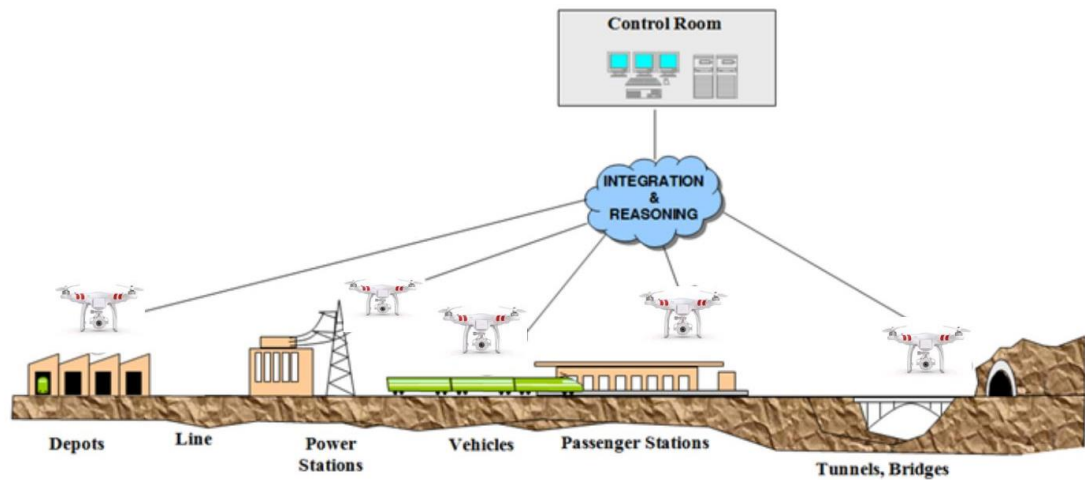 Control Room
INTEGRATION
&
REASONING
Depots
Line
Power
Stations
Vehicles
Passenger Stations
Tunnels, Bridges